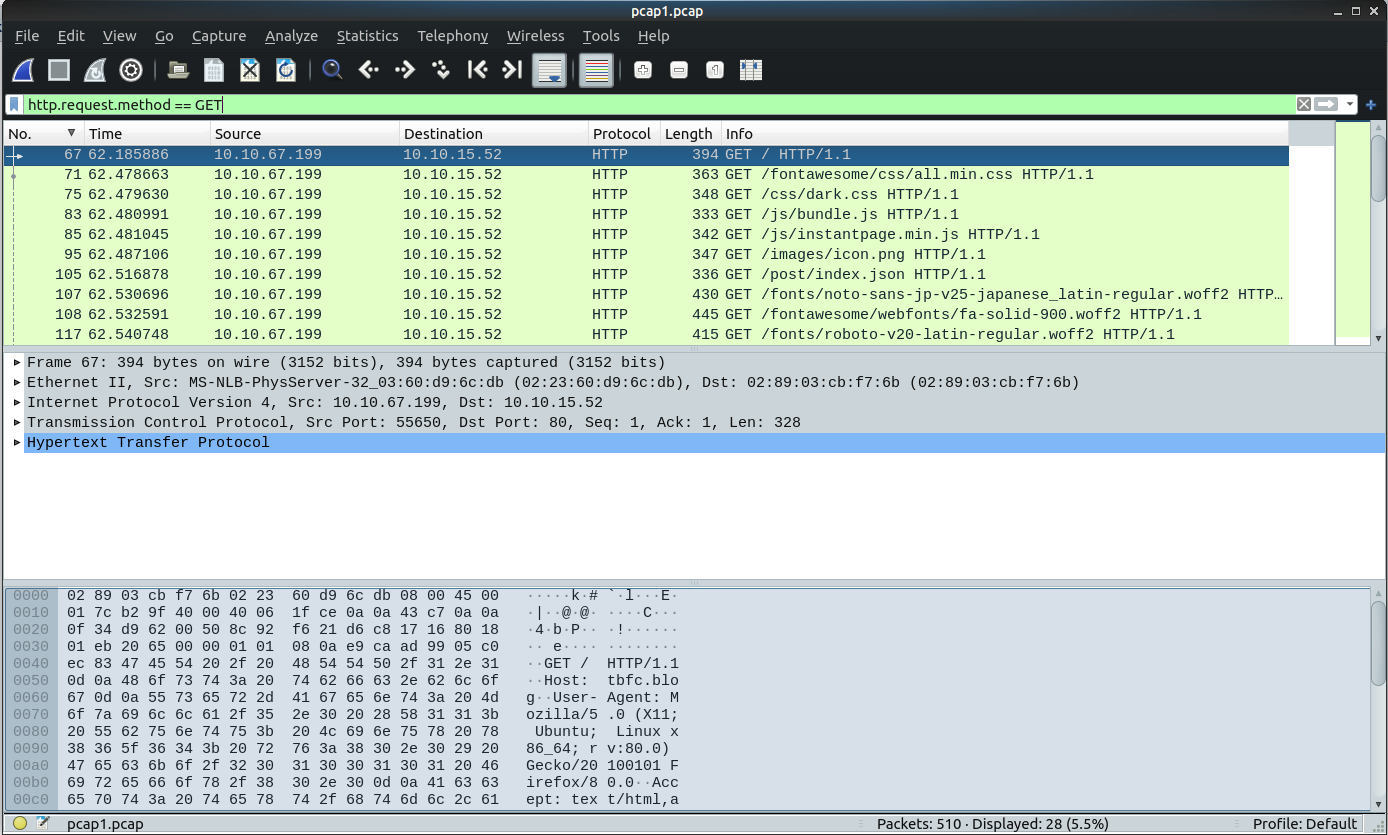 pcap1.pcap
File Edit View Go Capture Analyze Statistics Telephony Wireless Tools Help
http.request.method == GET
No. Time Source Destination Protocol Length Info
67 62.185886 10.10.67.199 10.10.15.52 HTTP 394 GET / HTTP/1.1
71 62.478663 10.10.67.199 10.10.15.52 HTTP 363 GET /fontawesome/css/all.min.css HTTP/1.1
75 62.479630 10.10.67.199 10.10.15.52 HTTP 348 GET /css/dark.css HTTP/1.1
83 62.480991 10.10.67.199 10.10.15.52 HTTP 333 GET /js/bundle.js HTTP/1.1
85 62.481045 10.10.67.199 10.10.15.52 HTTP 342 GET /js/instantpage.min.js HTTP/1.1
95 62.487106 10.10.67.199 10.10.15.52 HTTP 347 GET /images/icon.png HTTP/1.1
105 62.516878 10.10.67.199 10.10.15.52 HTTP 336 GET /post/index.json HTTP/1.1
107 62.530696 10.10.67.199 10.10.15.52 HTTP 430 GET /fonts/noto-sans-jp-v25-japanese_latin-regular.woff2 HTTP…
108 62.532591 10.10.67.199 10.10.15.52 HTTP 445 GET /fontawesome/webfonts/fa-solid-900.woff2 HTTP/1.1
117 62.540748 10.10.67.199 10.10.15.52 HTTP 415 GET /fonts/roboto-v20-latin-regular.woff2 HTTP/1.1
Frame 67: 394 bytes on wire (3152 bits), 394 bytes captured (3152 bits)
Ethernet II, Src: MS-NLB-PhysServer-32_03:60:d9:6c:db (02:23:60:d9:6c:db), Dst: 02:89:03:cb:f7:6b (02:89:03:cb:f7:6b)
Internet Protocol Version 4, Src: 10.10.67.199, Dst: 10.10.15.52
Transmission Control Protocol, Src Port: 55650, Dst Port: 80, Seq: 1, Ack: 1, Len: 328
Hypertext Transfer Protocol
0000 02 89 03 cb f7 6b 02 23 60 d9 6c db 08 00 45 00 ·····k·# `·l···E·
0010 01 7c b2 9f 40 00 40 06 1f ce 0a 0a 43 c7 0a 0a ·|··@·@· ····C···
0020 0f 34 d9 62 00 50 8c 92 f6 21 d6 c8 17 16 80 18 ·4·b·P·· ·!······
0030 01 eb 20 65 00 00 01 01 08 0a e9 ca ad 99 05 c0 ·· e···· ········
0040 ec 83 47 45 54 20 2f 20 48 54 54 50 2f 31 2e 31 ··GET / HTTP/1.1
0050 0d 0a 48 6f 73 74 3a 20 74 62 66 63 2e 62 6c 6f ··Host: tbfc.blo
0060 67 0d 0a 55 73 65 72 2d 41 67 65 6e 74 3a 20 4d g··User- Agent: M
0070 6f 7a 69 6c 6c 61 2f 35 2e 30 20 28 58 31 31 3b ozilla/5 .0 (X11;
0080 20 55 62 75 6e 74 75 3b 20 4c 69 6e 75 78 20 78 Ubuntu; Linux x
0090 38 36 5f 36 34 3b 20 72 76 3a 38 30 2e 30 29 20 86_64; r v:80.0)
00a0 47 65 63 6b 6f 2f 32 30 31 30 30 31 30 31 20 46 Gecko/20 100101 F
00b0 69 72 65 66 6f 78 2f 38 30 2e 30 0d 0a 41 63 63 irefox/8 0.0··Acc
00c0 65 70 74 3a 20 74 65 78 74 2f 68 74 6d 6c 2c 61 ept: tex t/html,a
pcap1.pcap Packets: 510 · Displayed: 28 (5.5%) Profile: Default